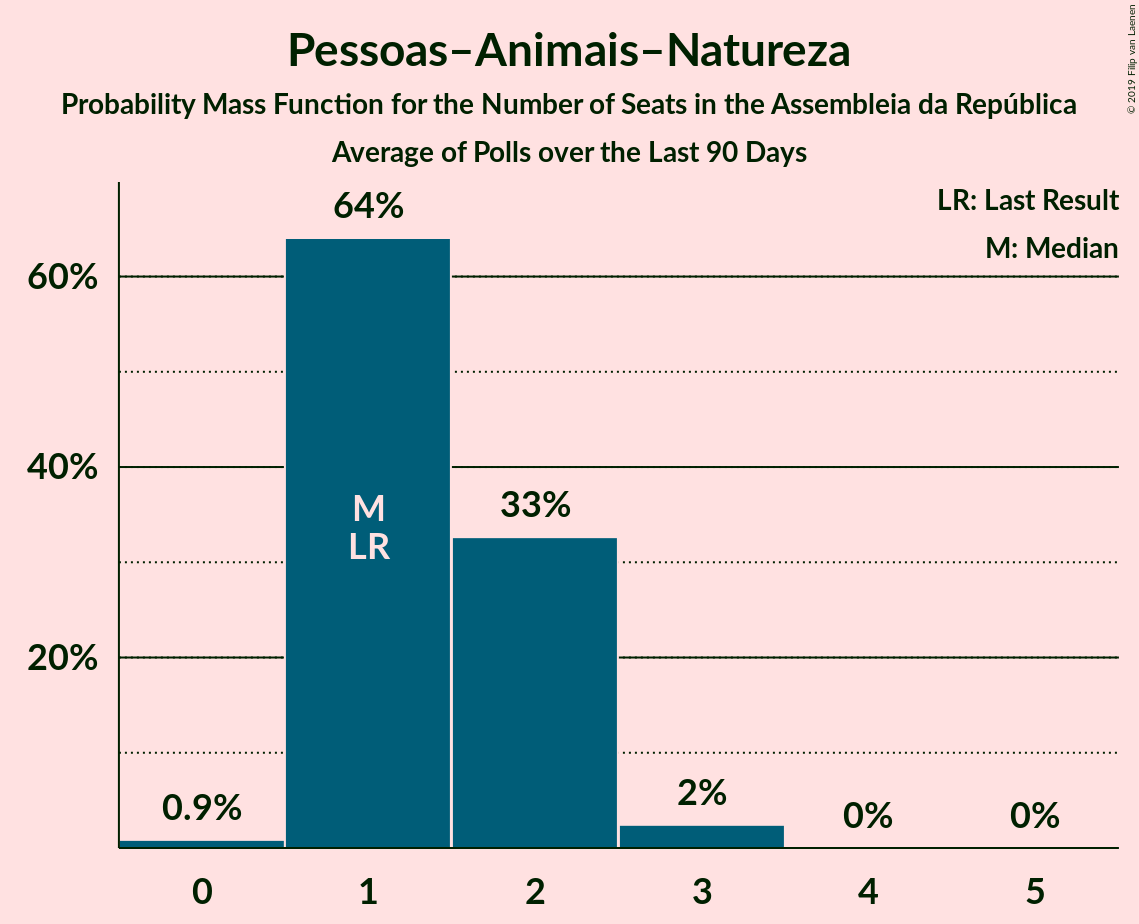 Pessoas–Animais–Natureza
Probability Mass Function for the Number of Seats in the Assembleia da República
Average of Polls over the Last 90 Days
© 2019 Filip van Laenen
LR: Last Result
M: Median
64%
60%
40%
33%
M
LR
20%
0.9%
2%
0%
0%
0
1
2
3
4
5